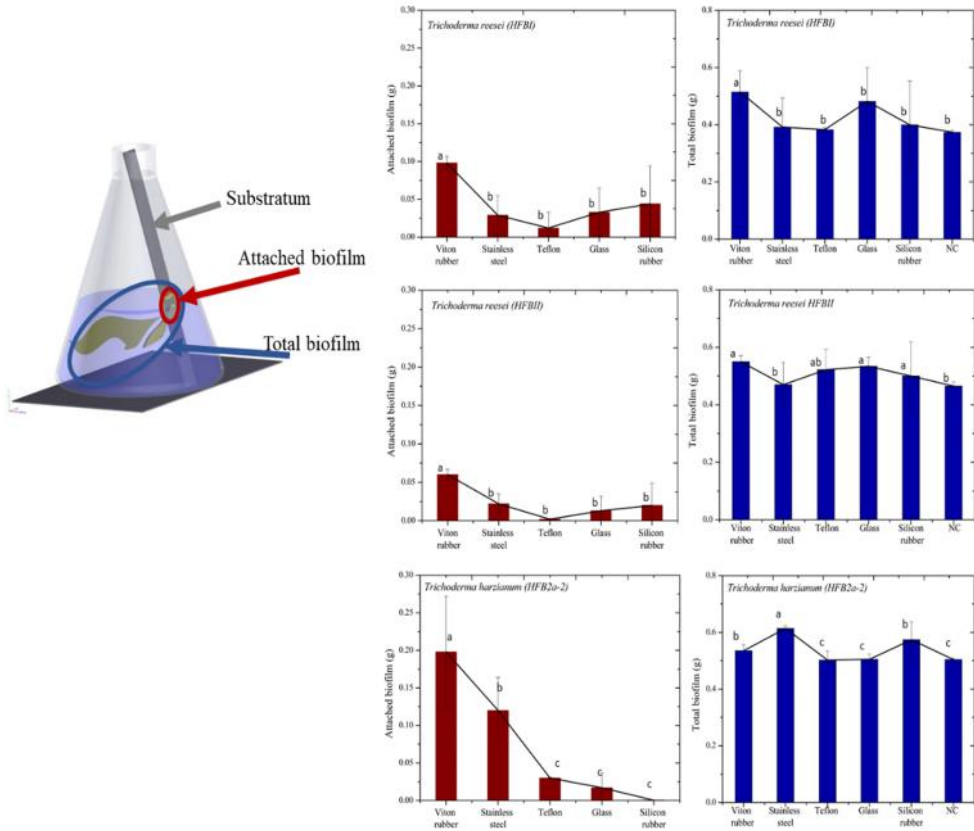 Substratum
Attached biofilm
Total biofilm
Trichoderma reesei (HFBI)
Attached biofilm (g)
0.30
0.25
0.20
0.15
0.10
0.05
0.00
a
b
b
b
b
Viton rubber
Stainless steel
Teflon
Glass
Silicon rubber
Trichoderma reesei (HFBI)
Total biofilm (g)
0.8
0.6
0.4
0.2
0.0
a
b
b
b
b
b
Viton rubber
Stainless steel
Teflon
Glass
Silicon rubber
NC
Trichoderma reesei (HFBII)
Attached biofilm (g)
0.30
0.25
0.20
0.15
0.10
0.05
0.00
a
b
b
b
b
Viton rubber
Stainless steel
Teflon
Glass
Silicon rubber
Trichoderma reesei HFBII
Total biofilm (g)
0.8
0.6
0.4
0.2
0.0
a
b
ab
a
a
b
Viton rubber
Stainless steel
Teflon
Glass
Silicon rubber
NC
Trichoderma harzianum (HFB2a-2)
Attached biofilm (g)
0.30
0.25
0.20
0.15
0.10
0.05
0.00
a
b
c
c
c
Viton rubber
Stainless steel
Teflon
Glass
Silicon rubber
Trichoderma harzianum (HFB2a-2)
Total biofilm (g)
0.8
0.6
0.4
0.2
0.0
b
a
c
c
b
c
Viton rubber
Stainless steel
Teflon
Glass
Silicon rubber
NC